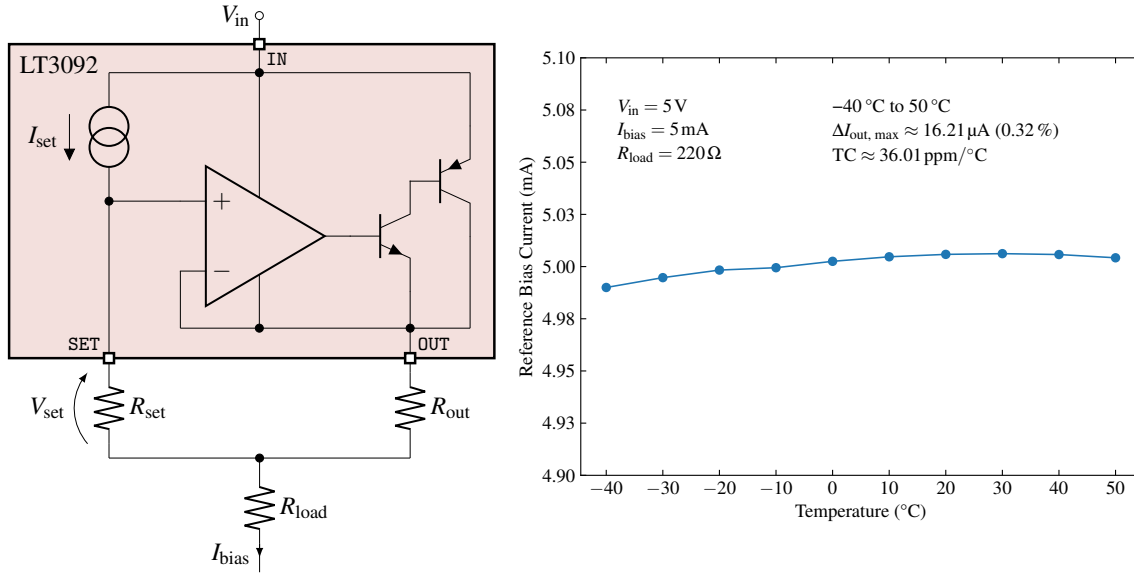 V_in
LT3092
IN
I_set
+
−
SET
OUT
V_set
R_set
R_out
R_load
I_bias
Reference Bias Current (mA)
5.10
5.08
5.05
5.03
5.00
4.98
4.95
4.93
4.90
V_in = 5 V
I_bias = 5 mA
R_load = 220 Ω
−40 °C to 50 °C
ΔI_out, max ≈ 16.21 µA (0.32 %)
TC ≈ 36.01 ppm/°C
−40 −30 −20 −10 0 10 20 30 40 50
Temperature (°C)